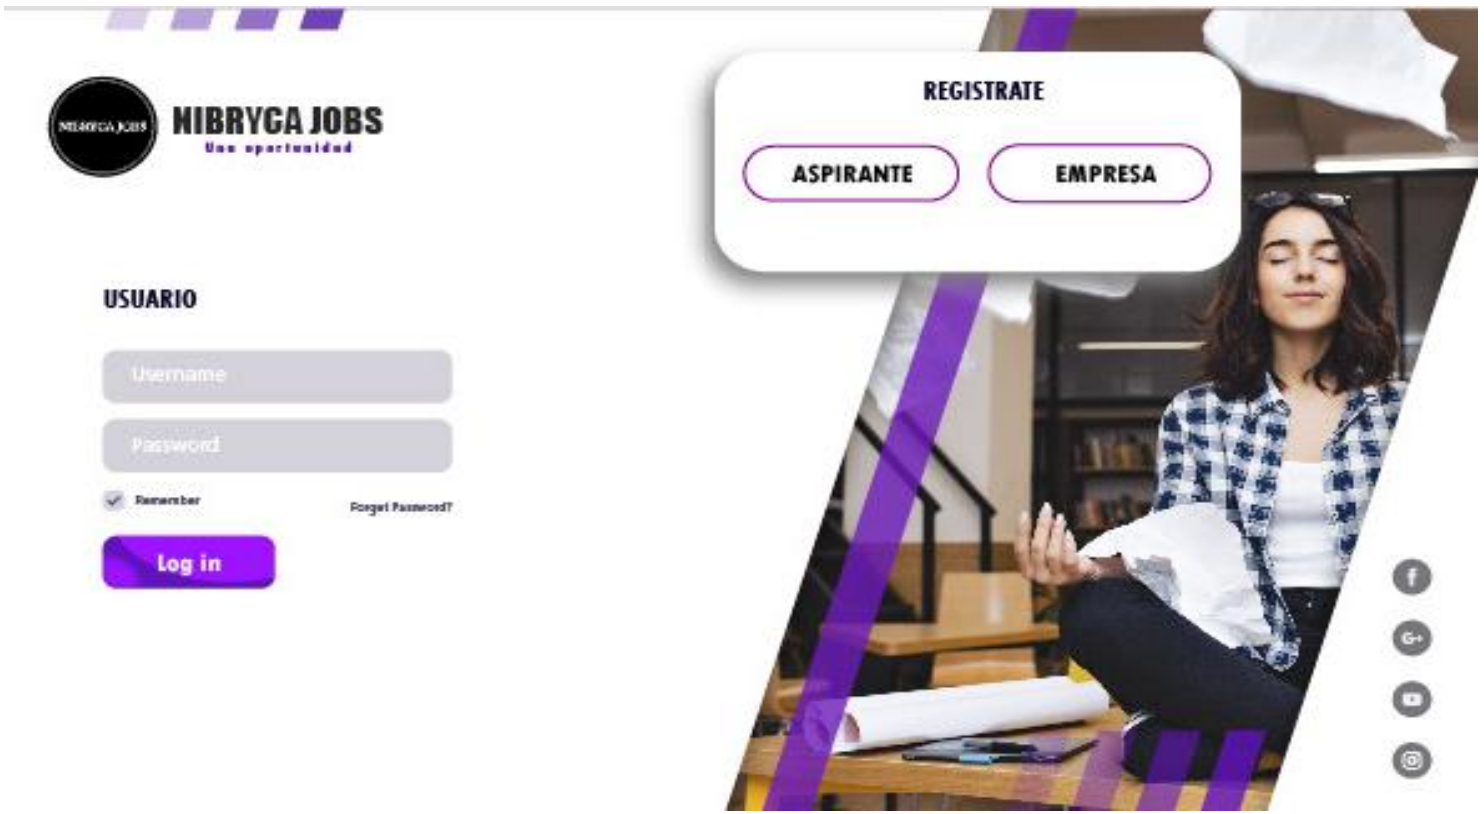 NIBRYCA JOBS
NIBRYCA JOBS
Una oportunidad
REGISTRATE
ASPIRANTE
EMPRESA
USUARIO
Username
Password
Remember
Forget Password?
Log in
f
G+